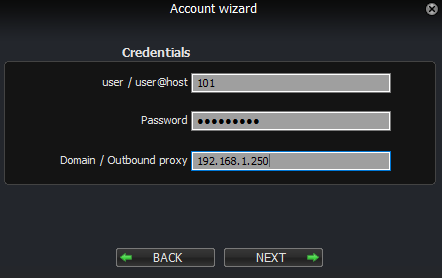 Account wizard
Credentials
user / user@host 101
Password ●●●●●●●●●
Domain / Outbound proxy 192.168.1.250
BACK NEXT